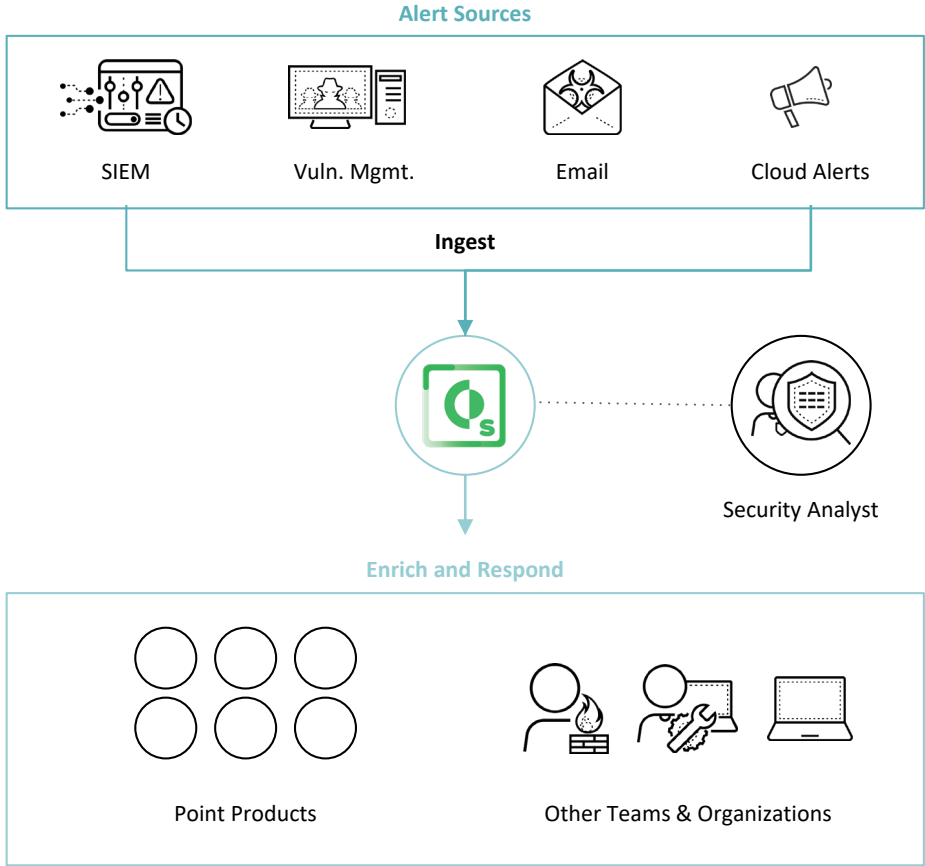 Alert Sources
SIEM
Vuln. Mgmt.
Email
Cloud Alerts
Ingest
s
Security Analyst
Enrich and Respond
Point Products
Other Teams & Organizations